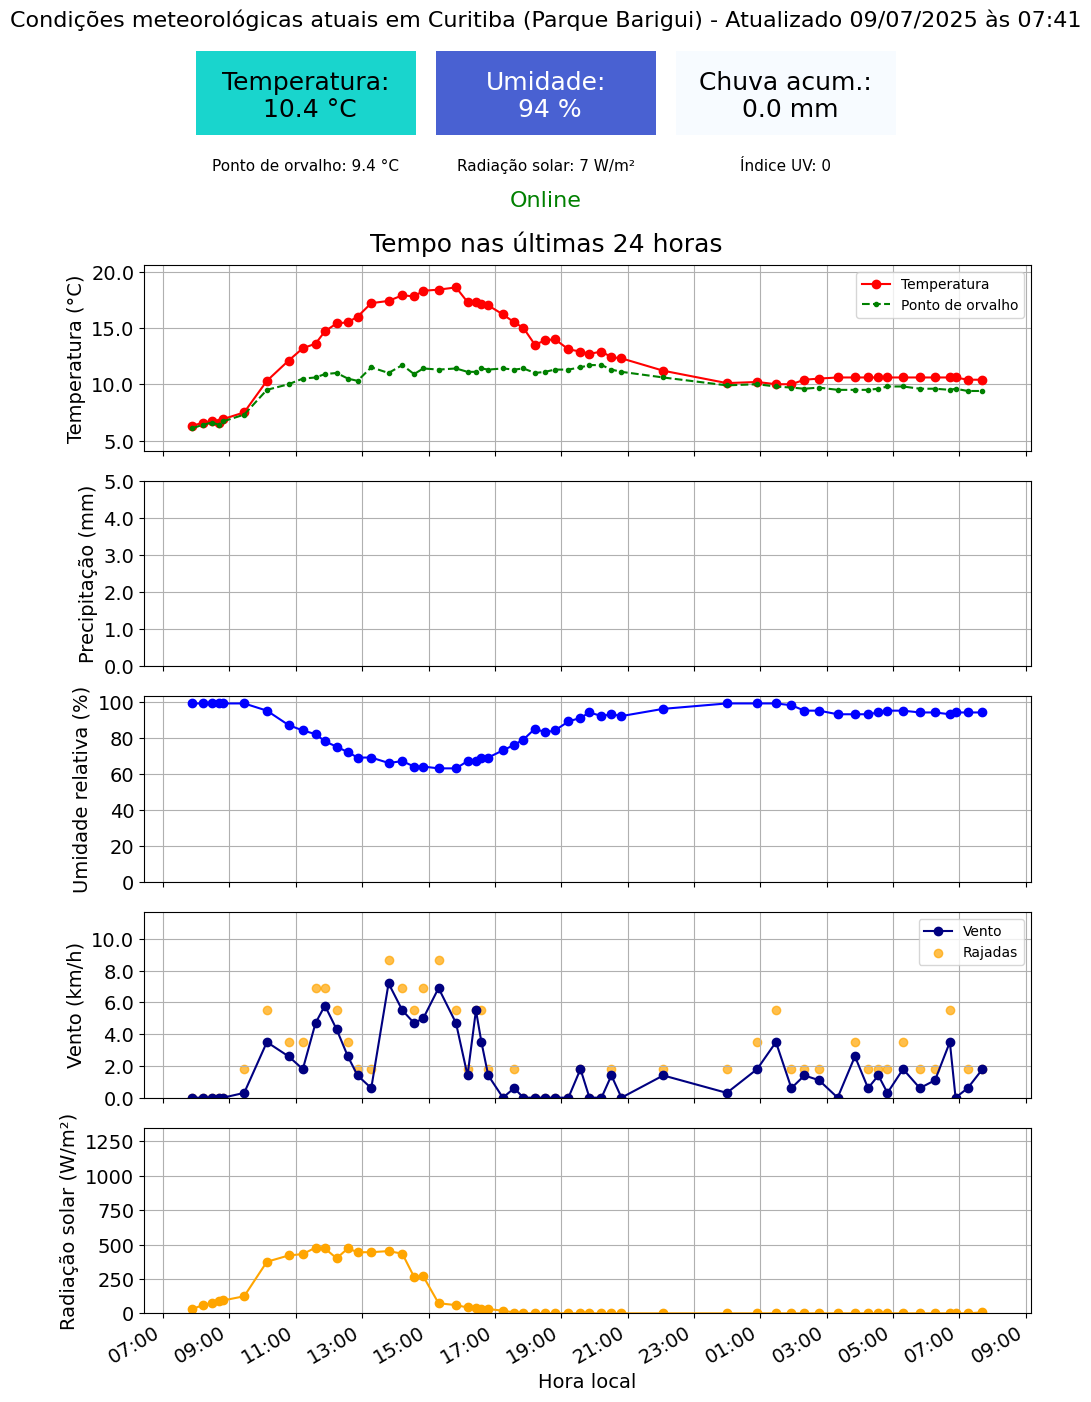 Condições meteorológicas atuais em Curitiba (Parque Barigui) - Atualizado 09/07/2025 às 07:41
Temperatura:
10.4 °C
Umidade:
94 %
Chuva acum.:
0.0 mm
Ponto de orvalho: 9.4 °C
Radiação solar: 7 W/m²
Índice UV: 0
Online
Tempo nas últimas 24 horas
Temperatura (°C)
20.0
15.0
10.0
5.0
Temperatura
Ponto de orvalho
Precipitação (mm)
5.0
4.0
3.0
2.0
1.0
0.0
Umidade relativa (%)
100
80
60
40
20
0
Vento (km/h)
10.0
8.0
6.0
4.0
2.0
0.0
Vento
Rajadas
Radiação solar (W/m²)
1250
1000
750
500
250
0
07:00
09:00
11:00
13:00
15:00
17:00
19:00
21:00
23:00
01:00
03:00
05:00
07:00
09:00
Hora local